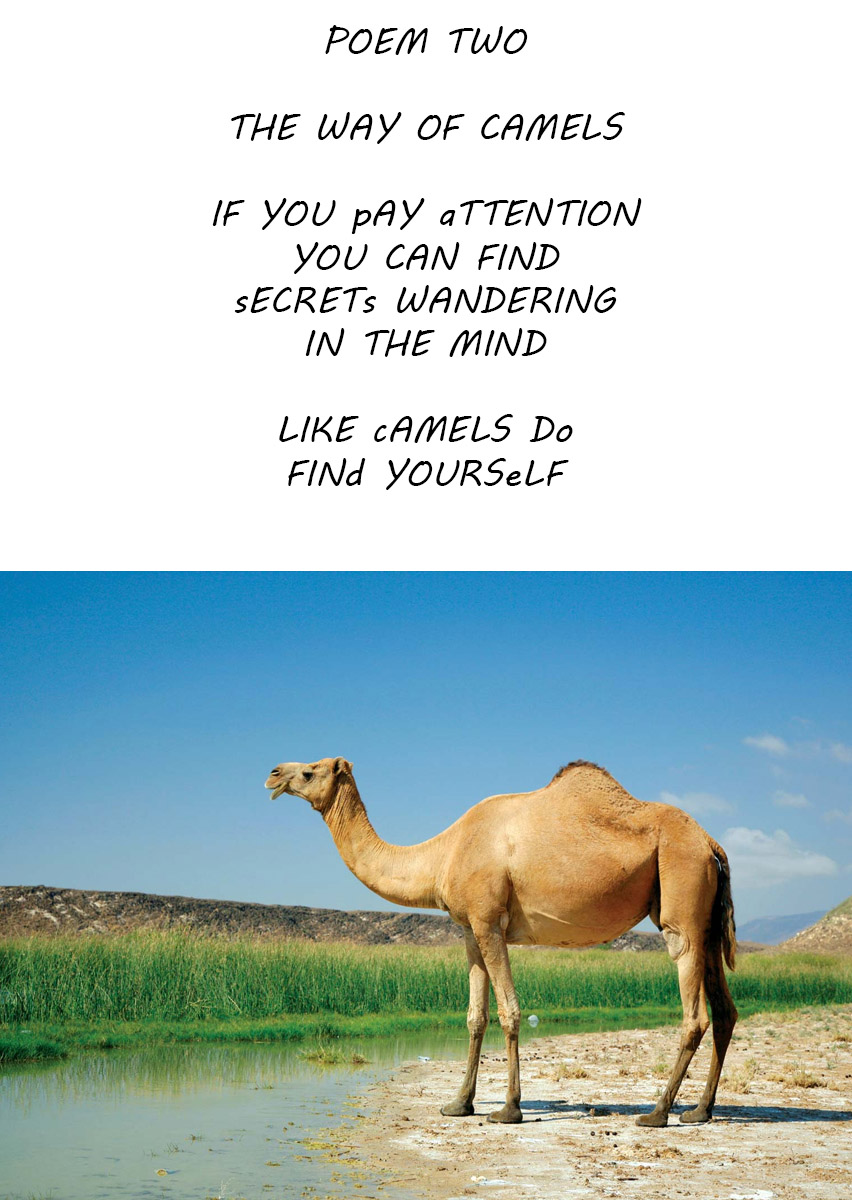 POEM TWO
THE WAY OF CAMELS
IF YOU pAY aTTENTION
YOU CAN FIND
sECRETs WANDERING
IN THE MIND
LIKE cAMELS Do
FINd YOURSeLF